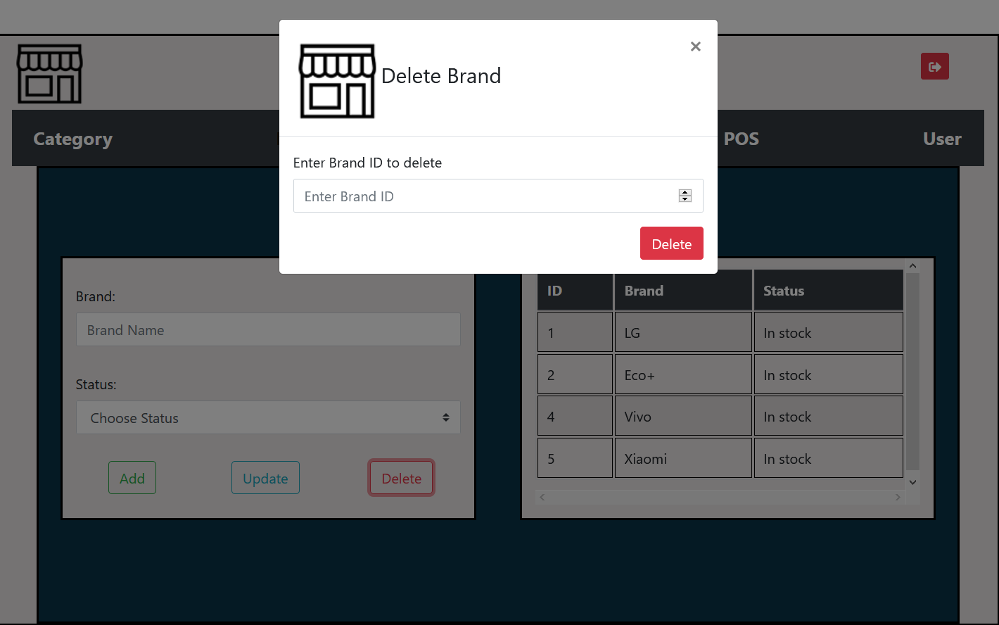 Delete Brand
×
Category
POS
User
Enter Brand ID to delete
Enter Brand ID
Delete
Brand:
Brand Name
Status:
Choose Status
Add
Update
Delete
ID Brand Status
1 LG In stock
2 Eco+ In stock
4 Vivo In stock
5 Xiaomi In stock